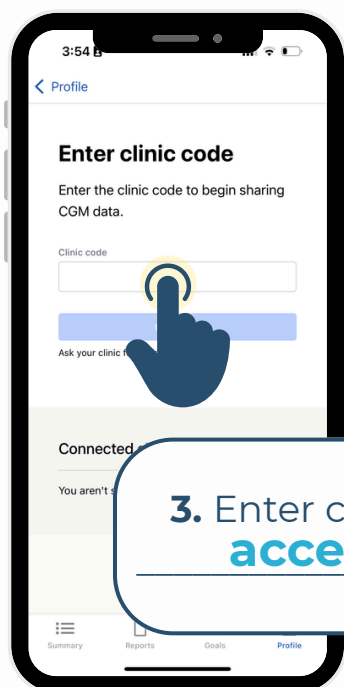 3:54
Profile
Enter clinic code
Enter the clinic code to begin sharing
CGM data.
Clinic code
Ask your clinic
Connected
You aren't
3. Enter
Summary
Reports
Goals
Profile